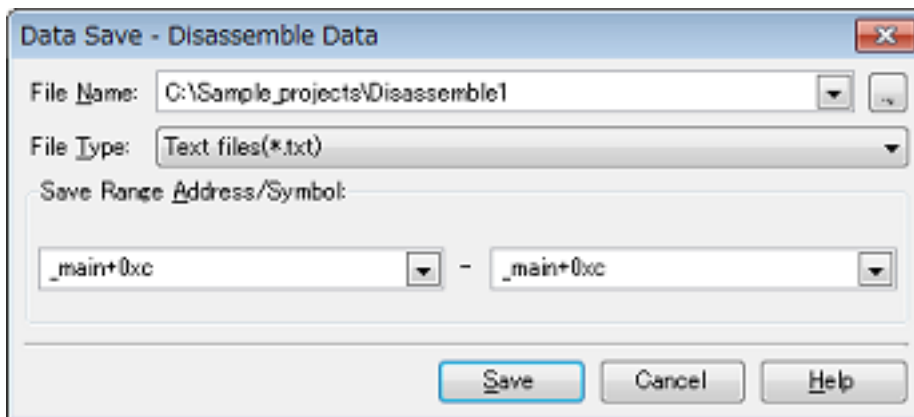 Data Save - Disassemble Data
File Name: C:\Sample_projects\Disassemble1 ...
File Type: Text files(*.txt)
Save Range Address/Symbol:
_main+0xc - _main+0xc
Save Cancel Help